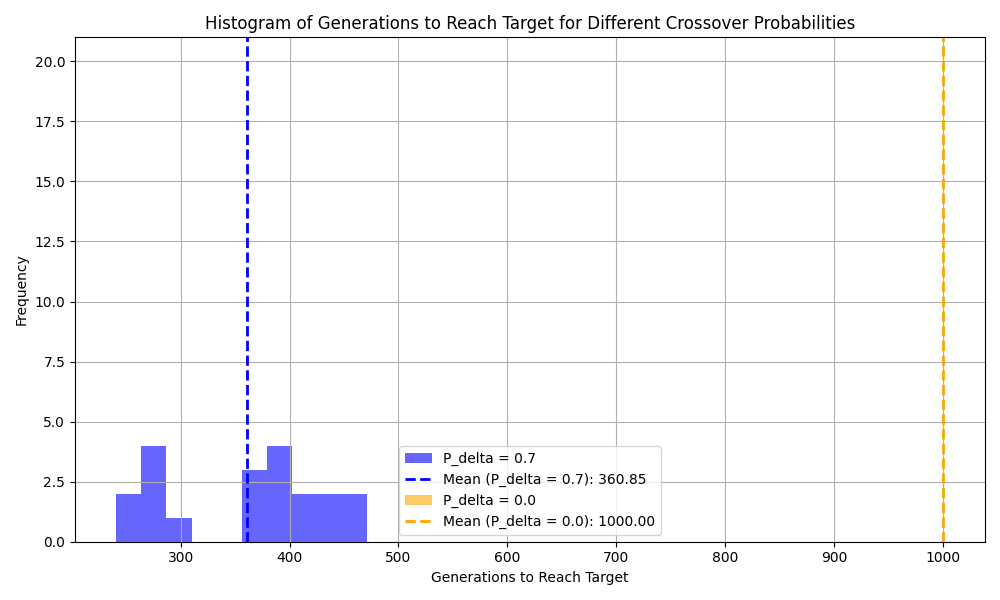 Histogram of Generations to Reach Target for Different Crossover Probabilities
20.0
17.5
15.0
12.5
10.0
7.5
5.0
2.5
0.0
Frequency
P_delta = 0.7
Mean (P_delta = 0.7): 360.85
P_delta = 0.0
Mean (P_delta = 0.0): 1000.00
300 400 500 600 700 800 900 1000
Generations to Reach Target